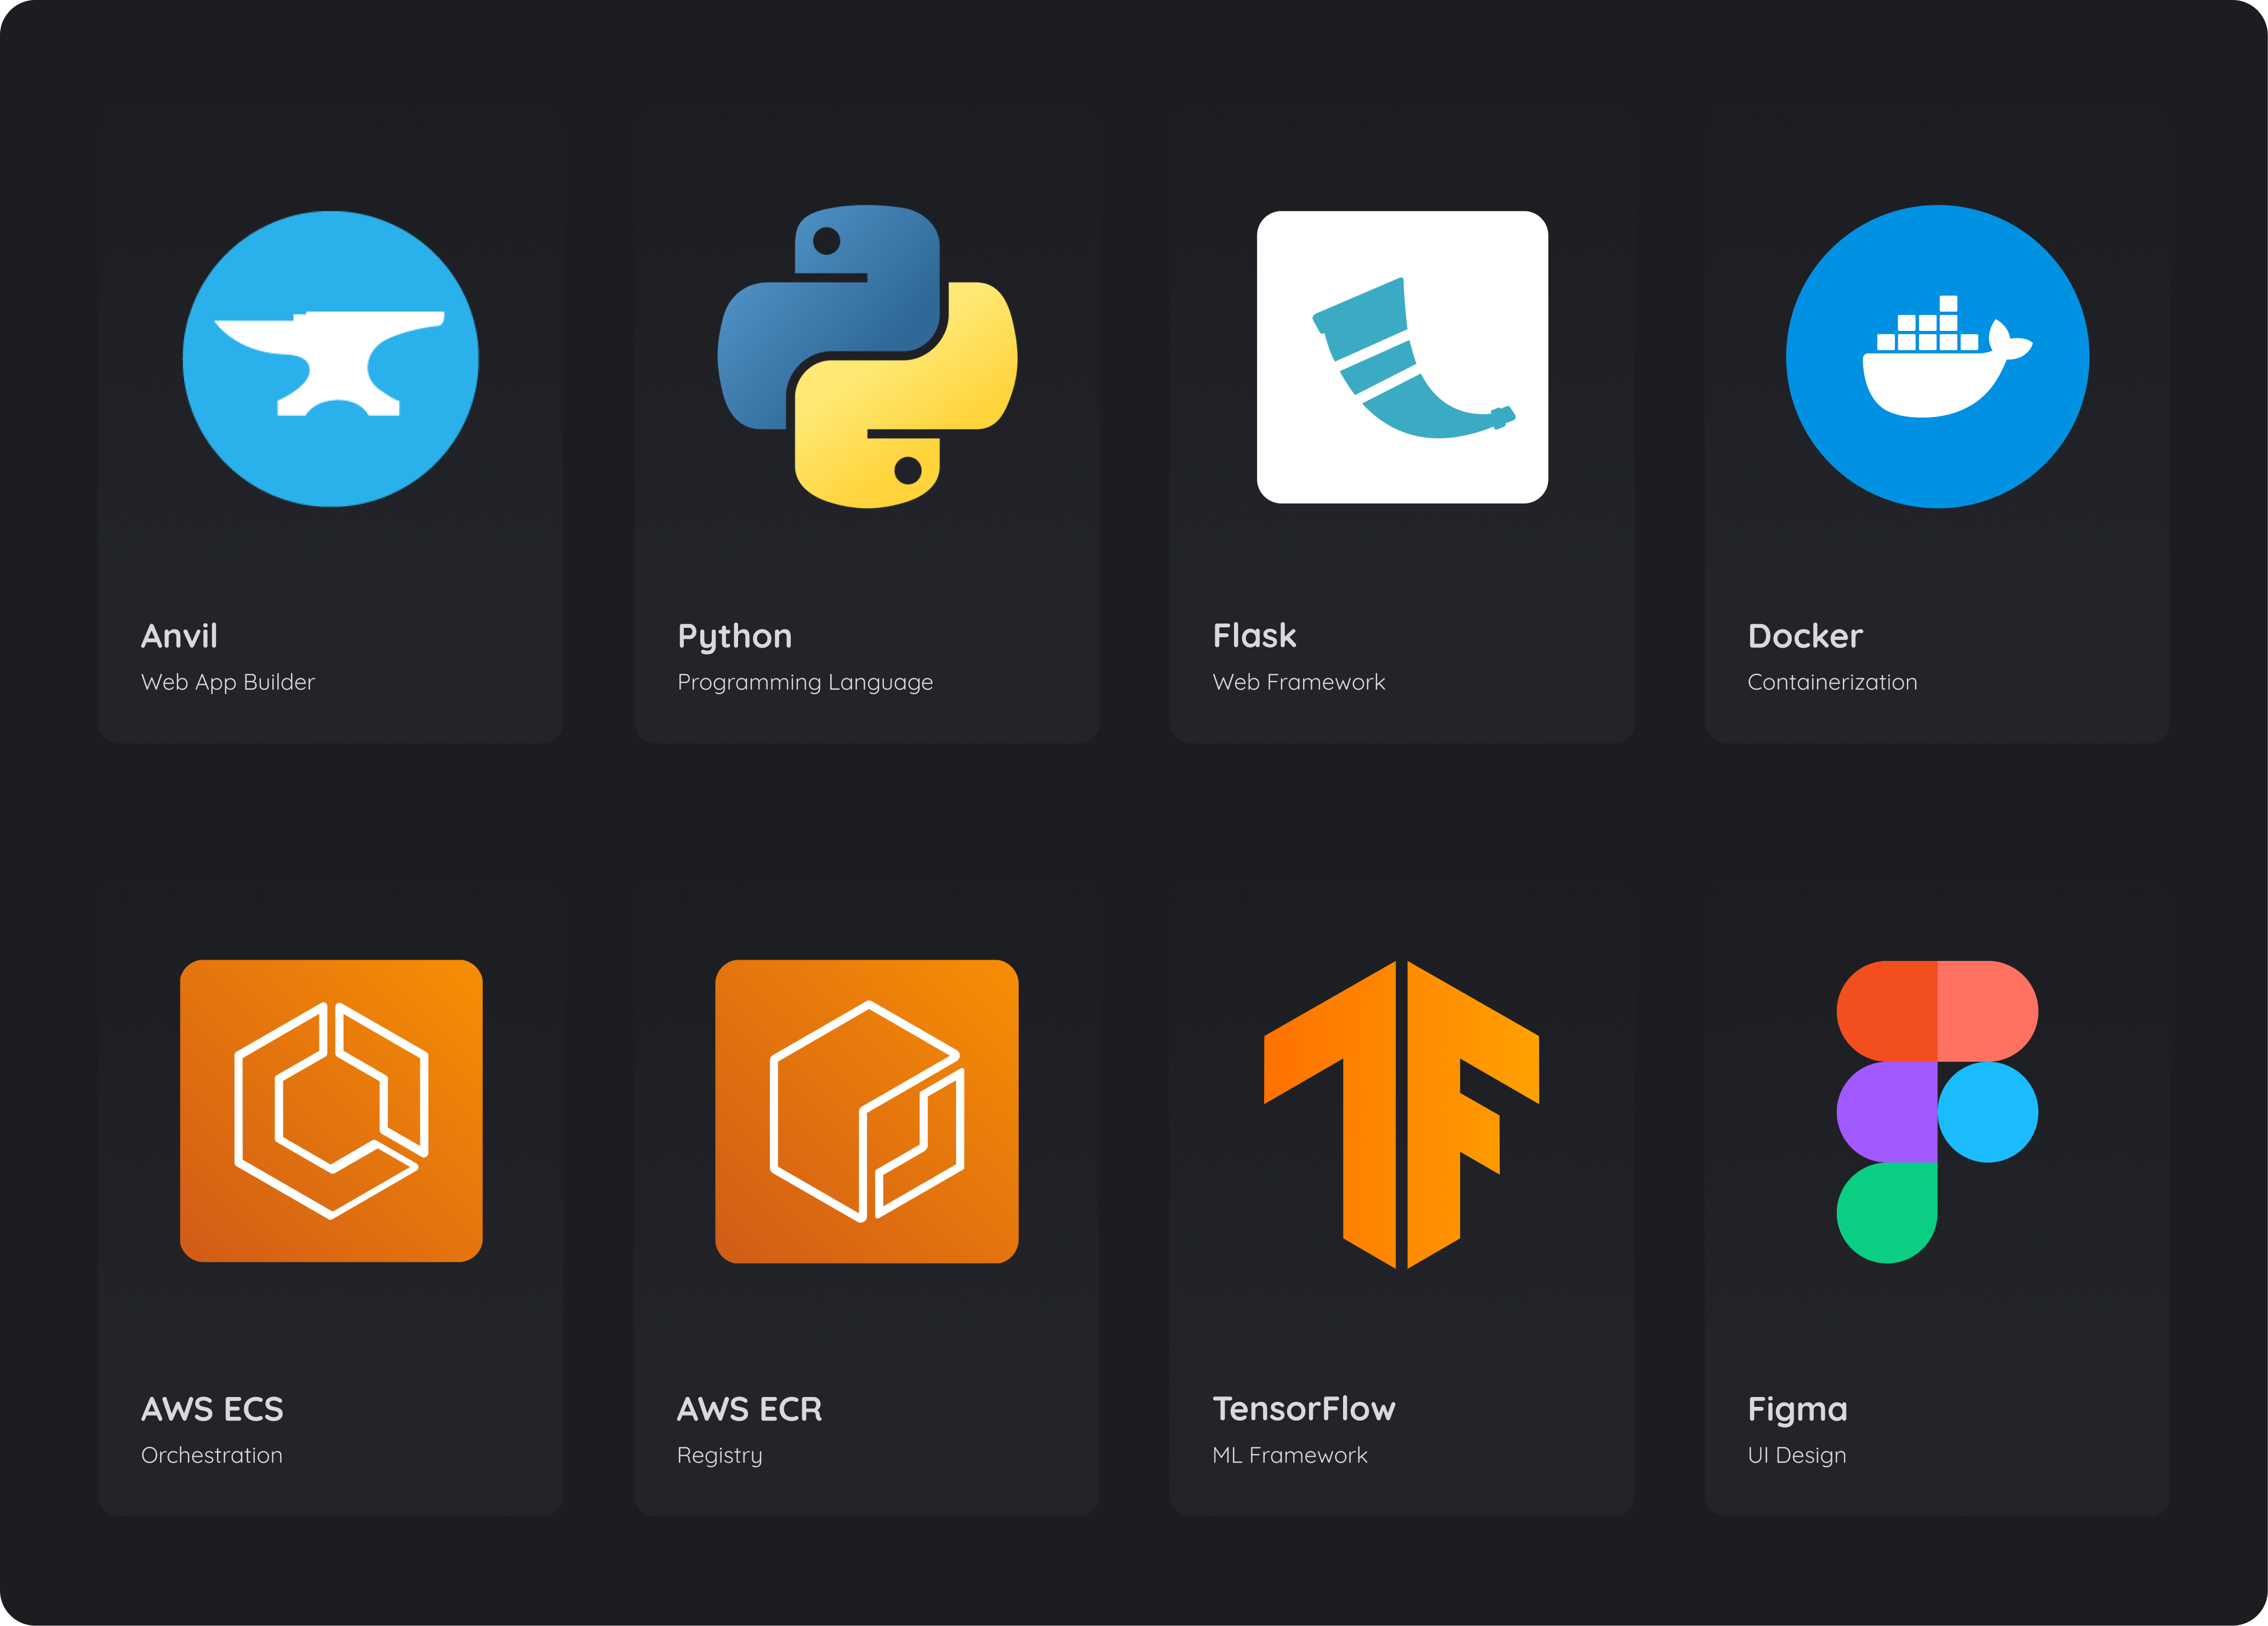 Anvil
Web App Builder
Python
Programming Language
Flask
Web Framework
Docker
Containerization
AWS ECS
Orchestration
AWS ECR
Registry
TensorFlow
ML Framework
Figma
UI Design